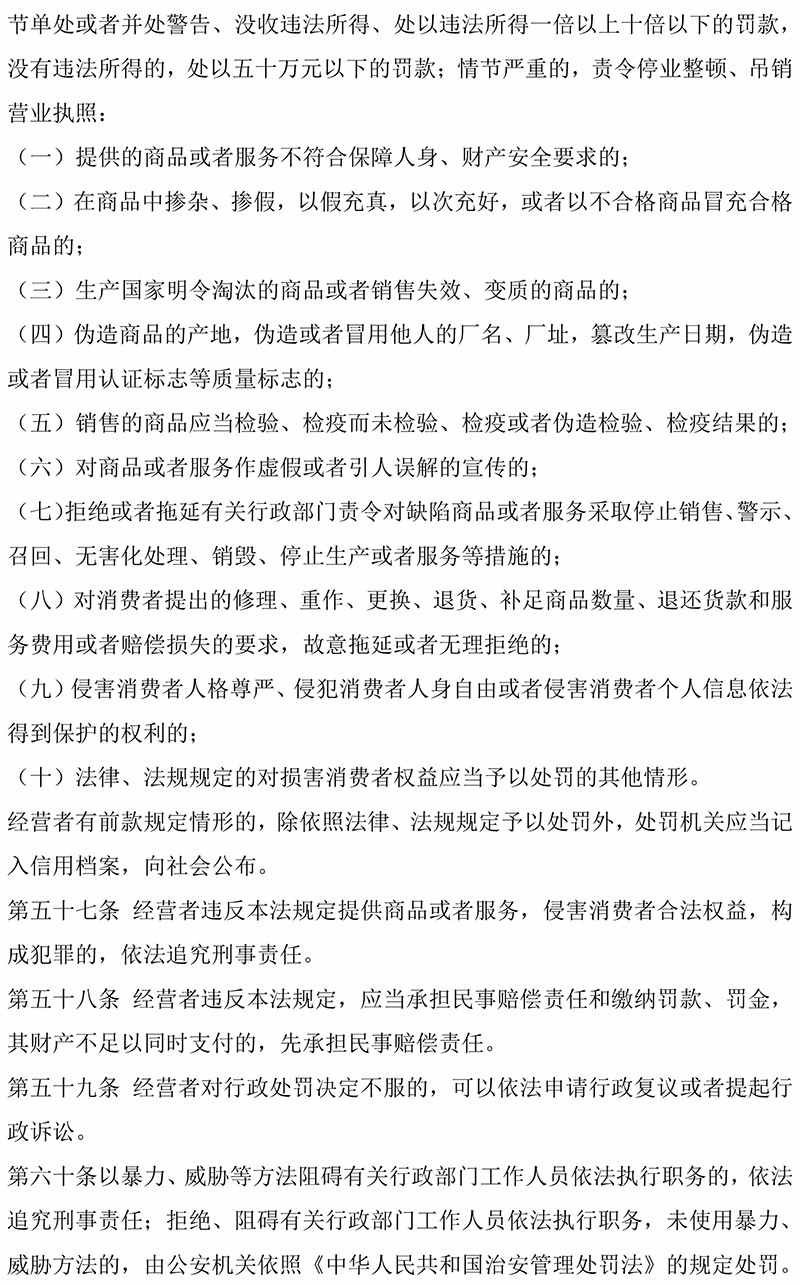 节单处或者并处警告、没收违法所得、处以违法所得一倍以上十倍以下的罚款，
没有违法所得的，处以五十万元以下的罚款；情节严重的，责令停业整顿、吊销
营业执照：
（一）提供的商品或者服务不符合保障人身、财产安全要求的；
（二）在商品中掺杂、掺假，以假充真，以次充好，或者以不合格商品冒充合格
商品的；
（三）生产国家明令淘汰的商品或者销售失效、变质的商品的；
（四）伪造商品的产地，伪造或者冒用他人的厂名、厂址，篡改生产日期，伪造
或者冒用认证标志等质量标志的；
（五）销售的商品应当检验、检疫而未检验、检疫或者伪造检验、检疫结果的；
（六）对商品或者服务作虚假或者引人误解的宣传的；
（七）拒绝或者拖延有关行政部门责令对缺陷商品或者服务采取停止销售、警示、
召回、无害化处理、销毁、停止生产或者服务等措施的；
（八）对消费者提出的修理、重作、更换、退货、补足商品数量、退还货款和服
务费用或者赔偿损失的要求，故意拖延或者无理拒绝的；
（九）侵害消费者人格尊严、侵犯消费者人身自由或者侵害消费者个人信息依法
得到保护的权利的；
（十）法律、法规规定的对损害消费者权益应当予以处罚的其他情形。
经营者有前款规定情形的，除依照法律、法规规定予以处罚外，处罚机关应当记
入信用档案，向社会公布。
第五十七条 经营者违反本法规定提供商品或者服务，侵害消费者合法权益，构
成犯罪的，依法追究刑事责任。
第五十八条 经营者违反本法规定，应当承担民事赔偿责任和缴纳罚款、罚金，
其财产不足以同时支付的，先承担民事赔偿责任。
第五十九条 经营者对行政处罚决定不服的，可以依法申请行政复议或者提起行
政诉讼。
第六十条以暴力、威胁等方法阻碍有关行政部门工作人员依法执行职务的，依法
追究刑事责任；拒绝、阻碍有关行政部门工作人员依法执行职务，未使用暴力、
威胁方法的，由公安机关依照《中华人民共和国治安管理处罚法》的规定处罚。